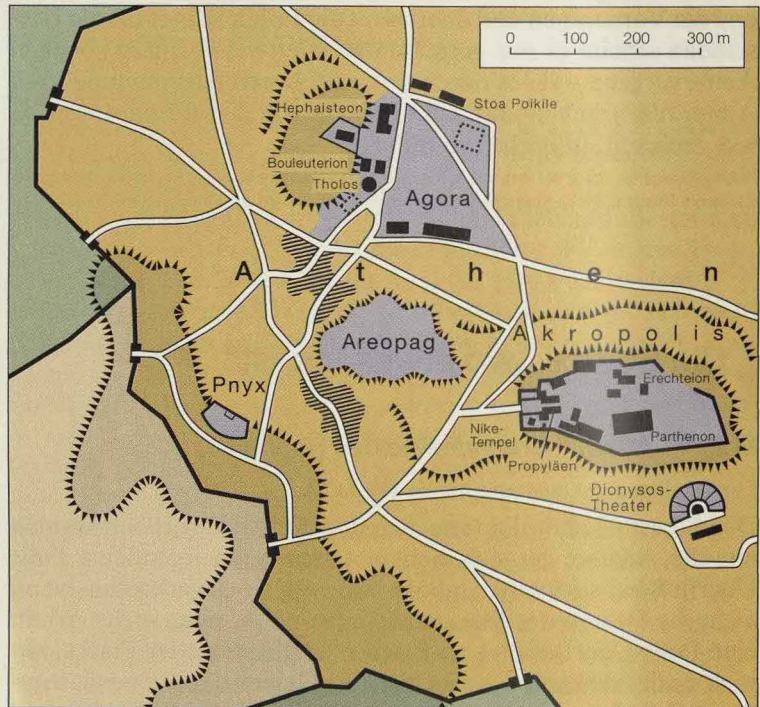 0 100 200 300 m
Hephaisteon
Stoa Poikile
Bouleuterion
Tholos
Agora
Athen
Areopag
Akropolis
Pnyx
Erechteion
Nike-
Tempel
Parthenon
Propyläen
Dionysos-
Theater